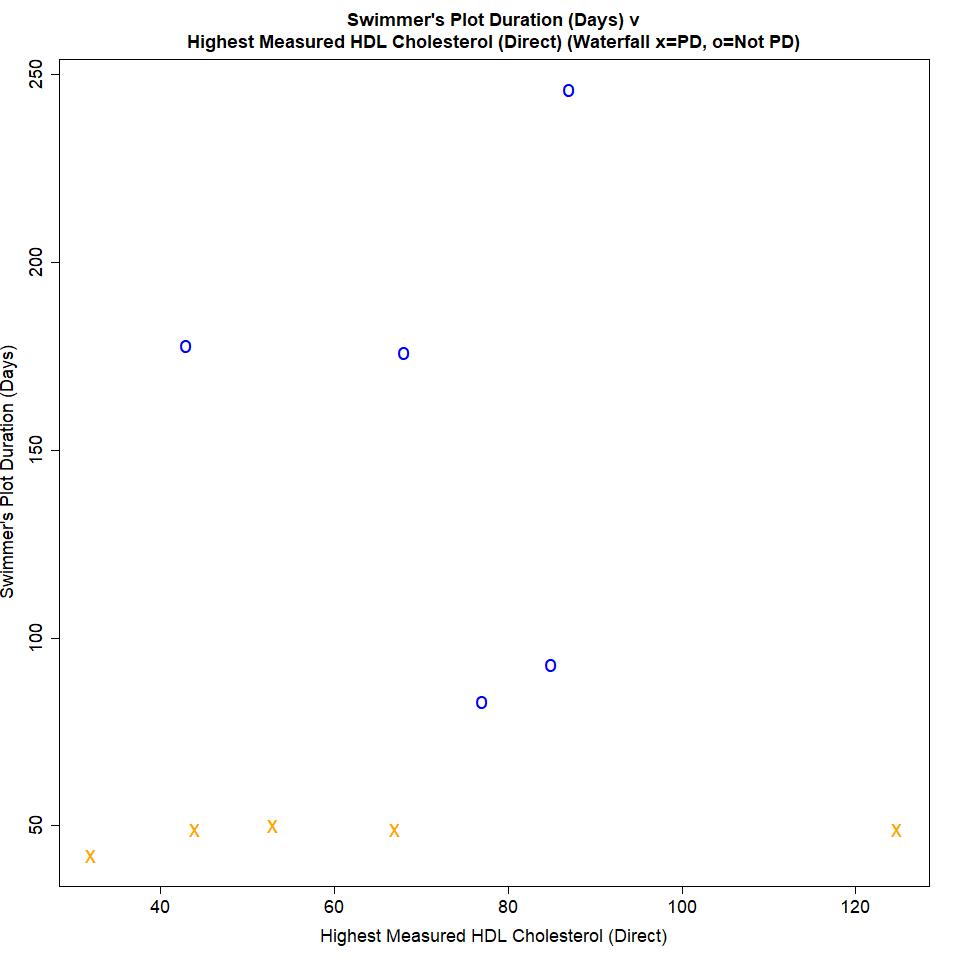 Swimmer's Plot Duration (Days) v
Highest Measured HDL Cholesterol (Direct) (Waterfall x=PD, o=Not PD)
Swimmer's Plot Duration (Days)
250
200
150
100
50
o
o
o
o
o
x
x
x
x
x
40
60
80
100
120
Highest Measured HDL Cholesterol (Direct)